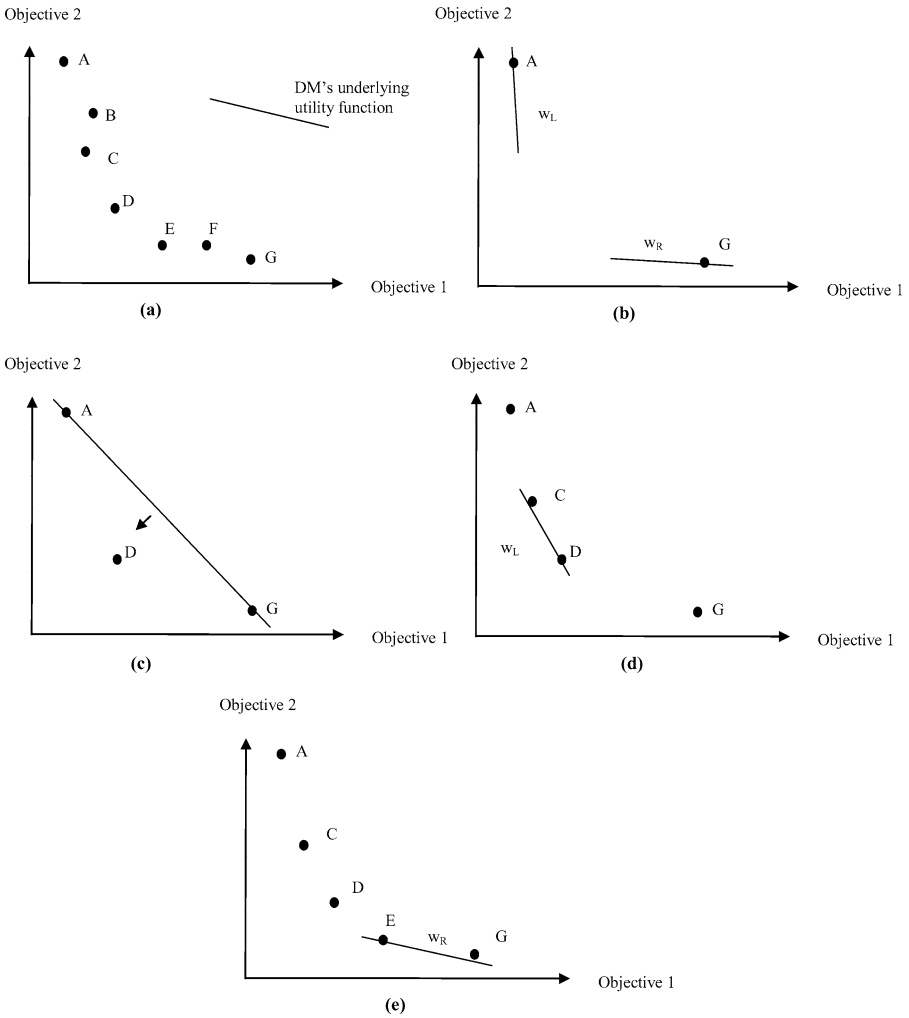 Objective 2
A
DM's underlying
utility function
B
C
D
E
F
G
Objective 1
(a)
Objective 2
A
wL
wR
G
Objective 1
(b)
Objective 2
A
D
G
Objective 1
(c)
Objective 2
A
C
wL
D
G
Objective 1
(d)
Objective 2
A
C
D
E
wR
G
Objective 1
(e)